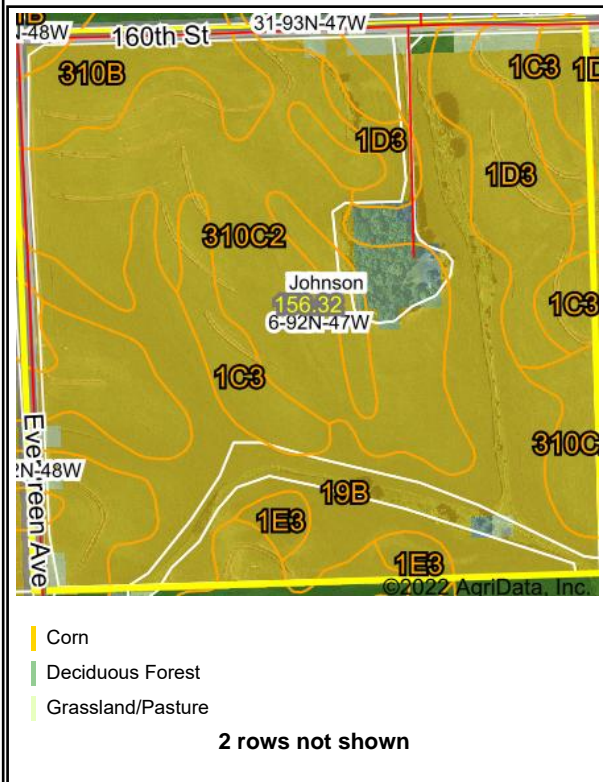 1B
31-93N-47W
N-48W
160th St
310B
1C3
1D
1D3
1D3
310C2
Johnson
156.32
6-92N-47W
1C3
1C3
Evergreen Ave
310C
2N-48W
19B
1E3
1E3
©2022 AgriData, Inc.
Corn
Deciduous Forest
Grassland/Pasture
2 rows not shown